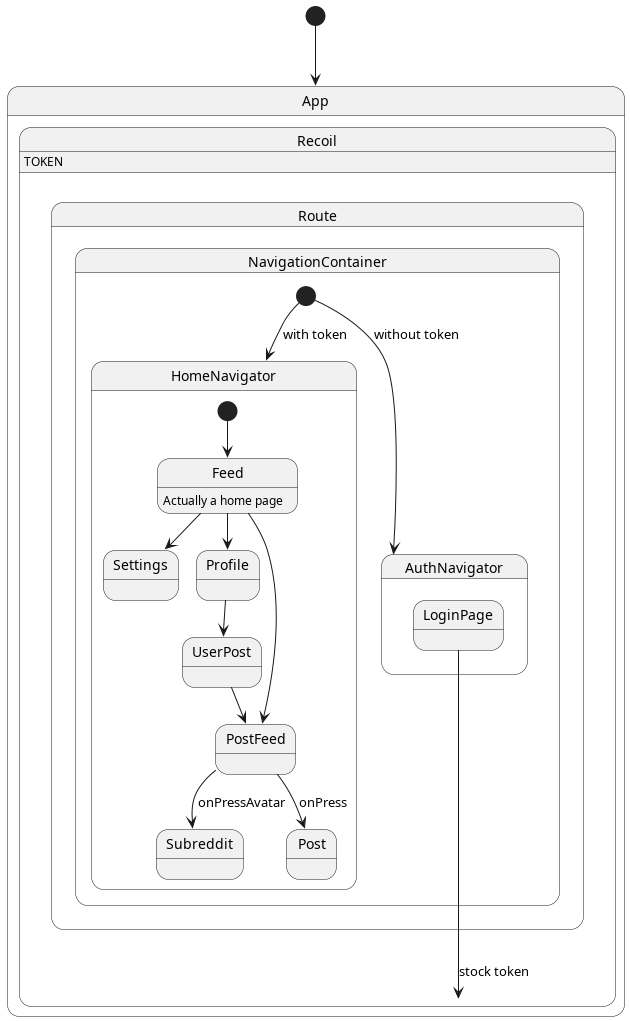 App
Recoil
TOKEN
Route
NavigationContainer
with token
without token
HomeNavigator
Feed
Actually a home page
Settings
Profile
AuthNavigator
LoginPage
UserPost
PostFeed
onPressAvatar
onPress
Subreddit
Post
stock token